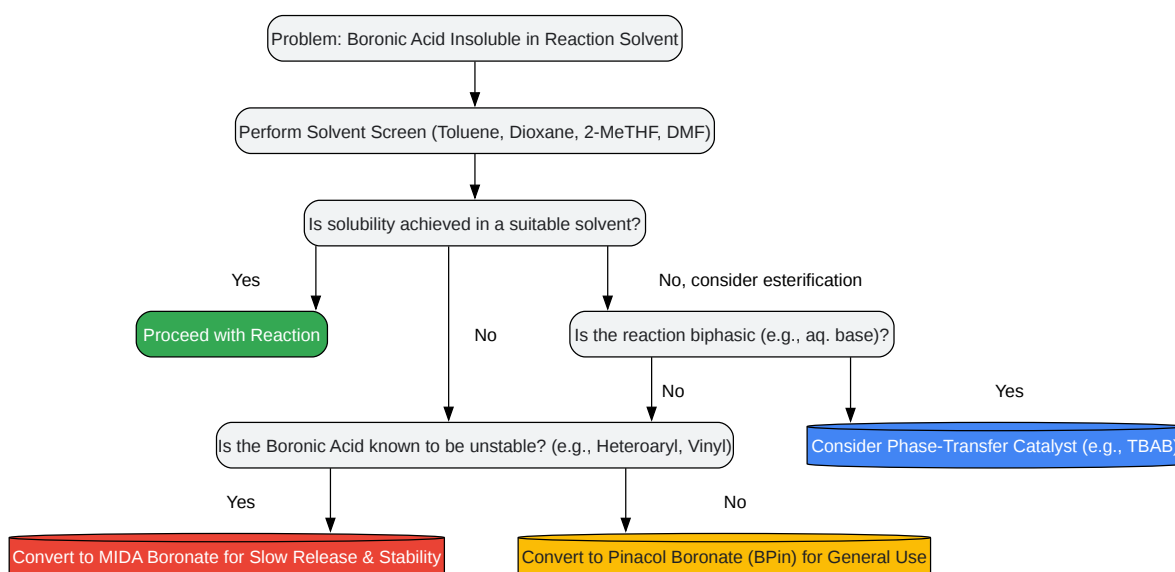 Problem: Boronic Acid Insoluble in Reaction Solvent
Perform Solvent Screen (Toluene, Dioxane, 2-MeTHF, DMF)
Is solubility achieved in a suitable solvent?
Yes
No, consider esterification
Proceed with Reaction
No
Is the reaction biphasic (e.g., aq. base)?
No
Yes
Is the Boronic Acid known to be unstable? (e.g., Heteroaryl, Vinyl)
Consider Phase-Transfer Catalyst (e.g., TBAB)
Yes
No
Convert to MIDA Boronate for Slow Release & Stability
Convert to Pinacol Boronate (BPin) for General Use